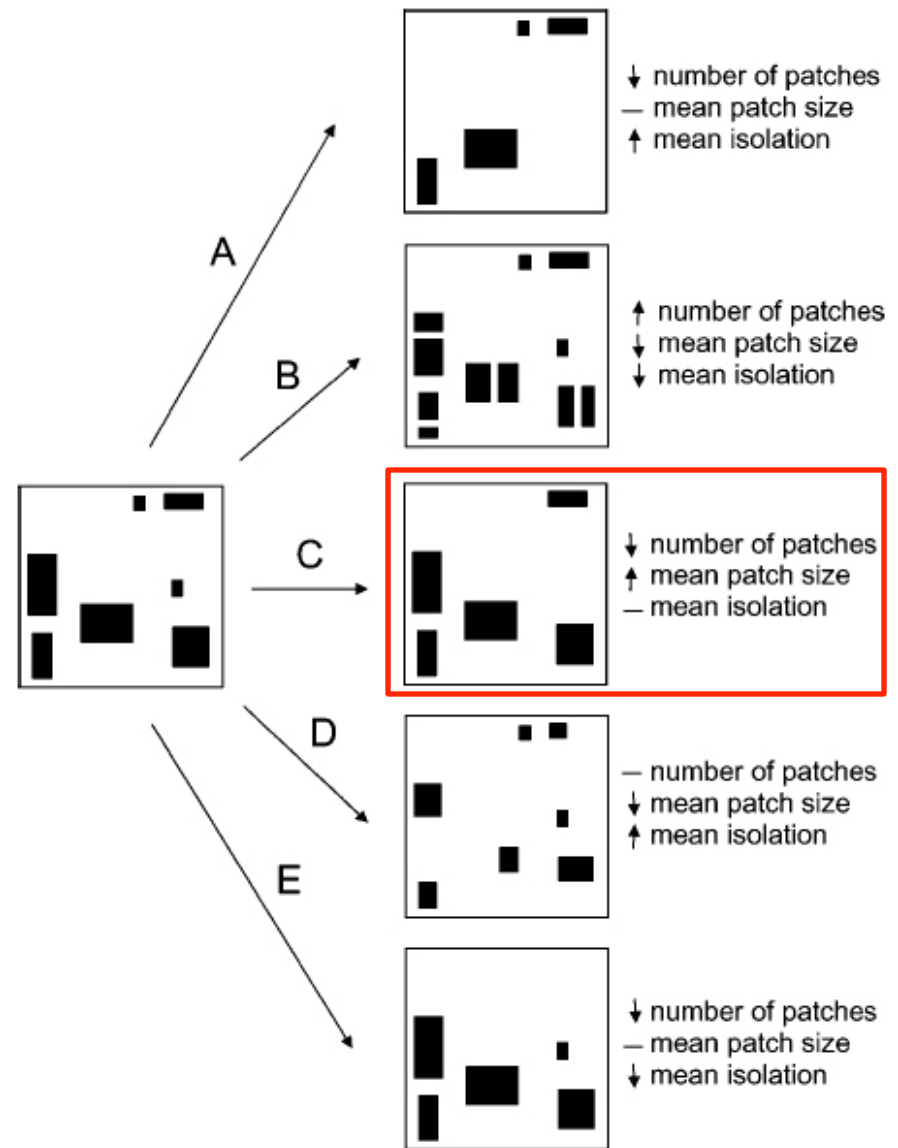 ↓ number of patches
– mean patch size
↑ mean isolation
A
↑ number of patches
↓ mean patch size
↓ mean isolation
B
↓ number of patches
↑ mean patch size
– mean isolation
C
– number of patches
↓ mean patch size
↑ mean isolation
D
↓ number of patches
– mean patch size
↓ mean isolation
E